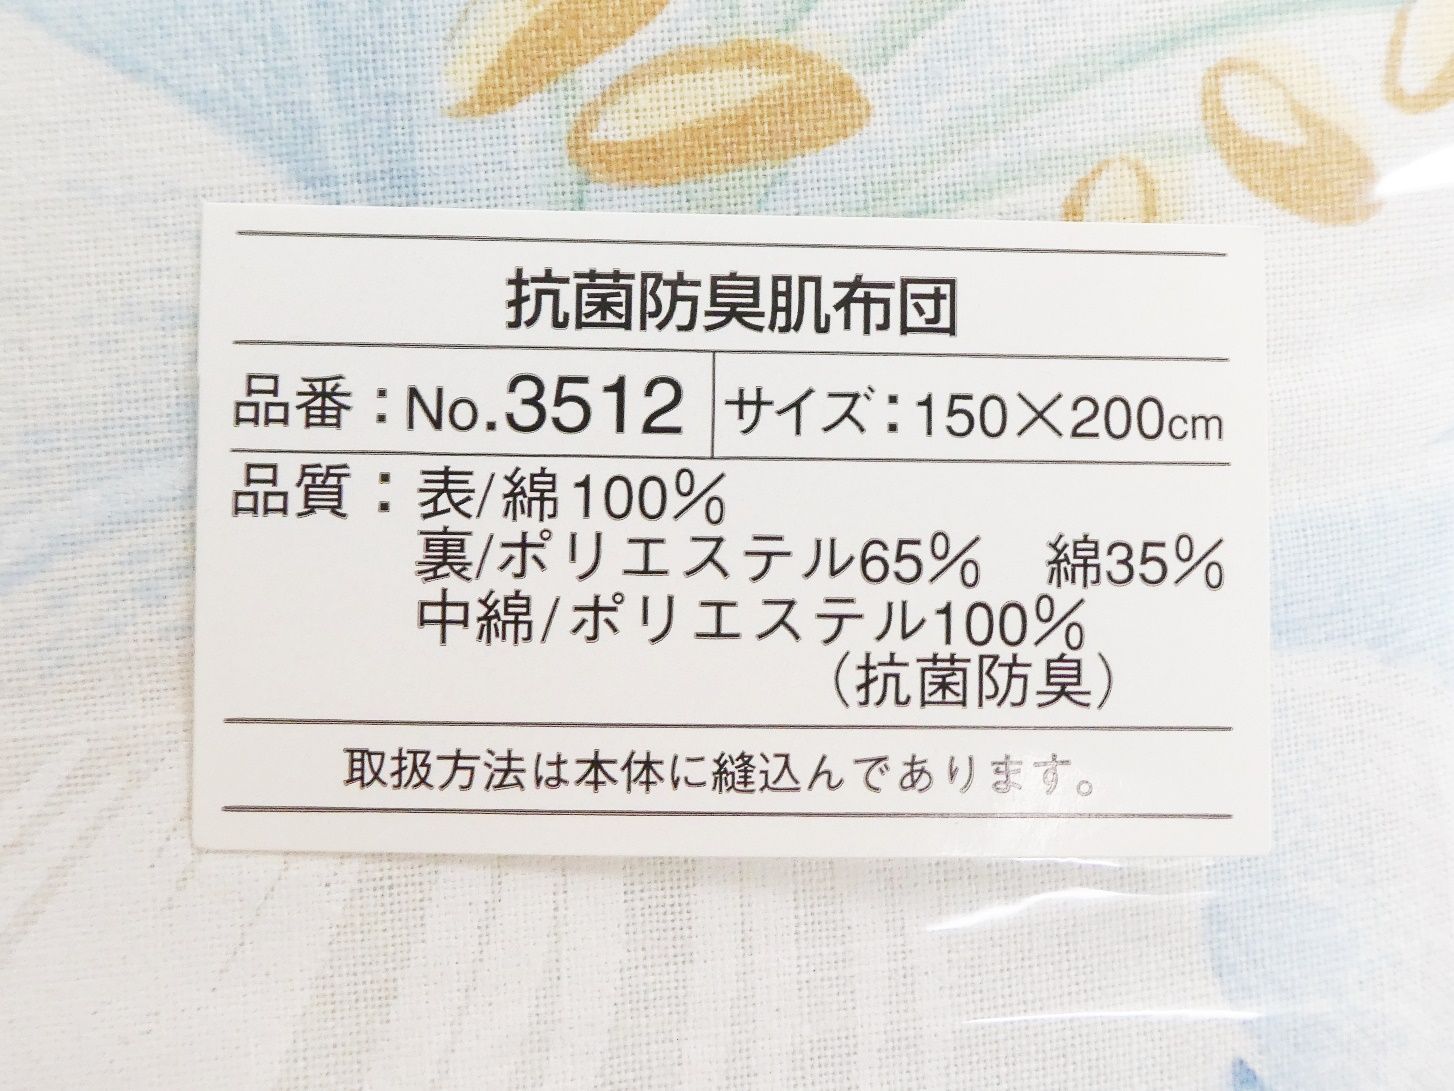 抗菌防臭肌布団
品番：No.3512 サイズ：150×200cm
品質：表/綿100%
裏/ポリエステル65%　綿35%
中綿/ポリエステル100%
（抗菌防臭）
取扱方法は本体に縫込んであります。